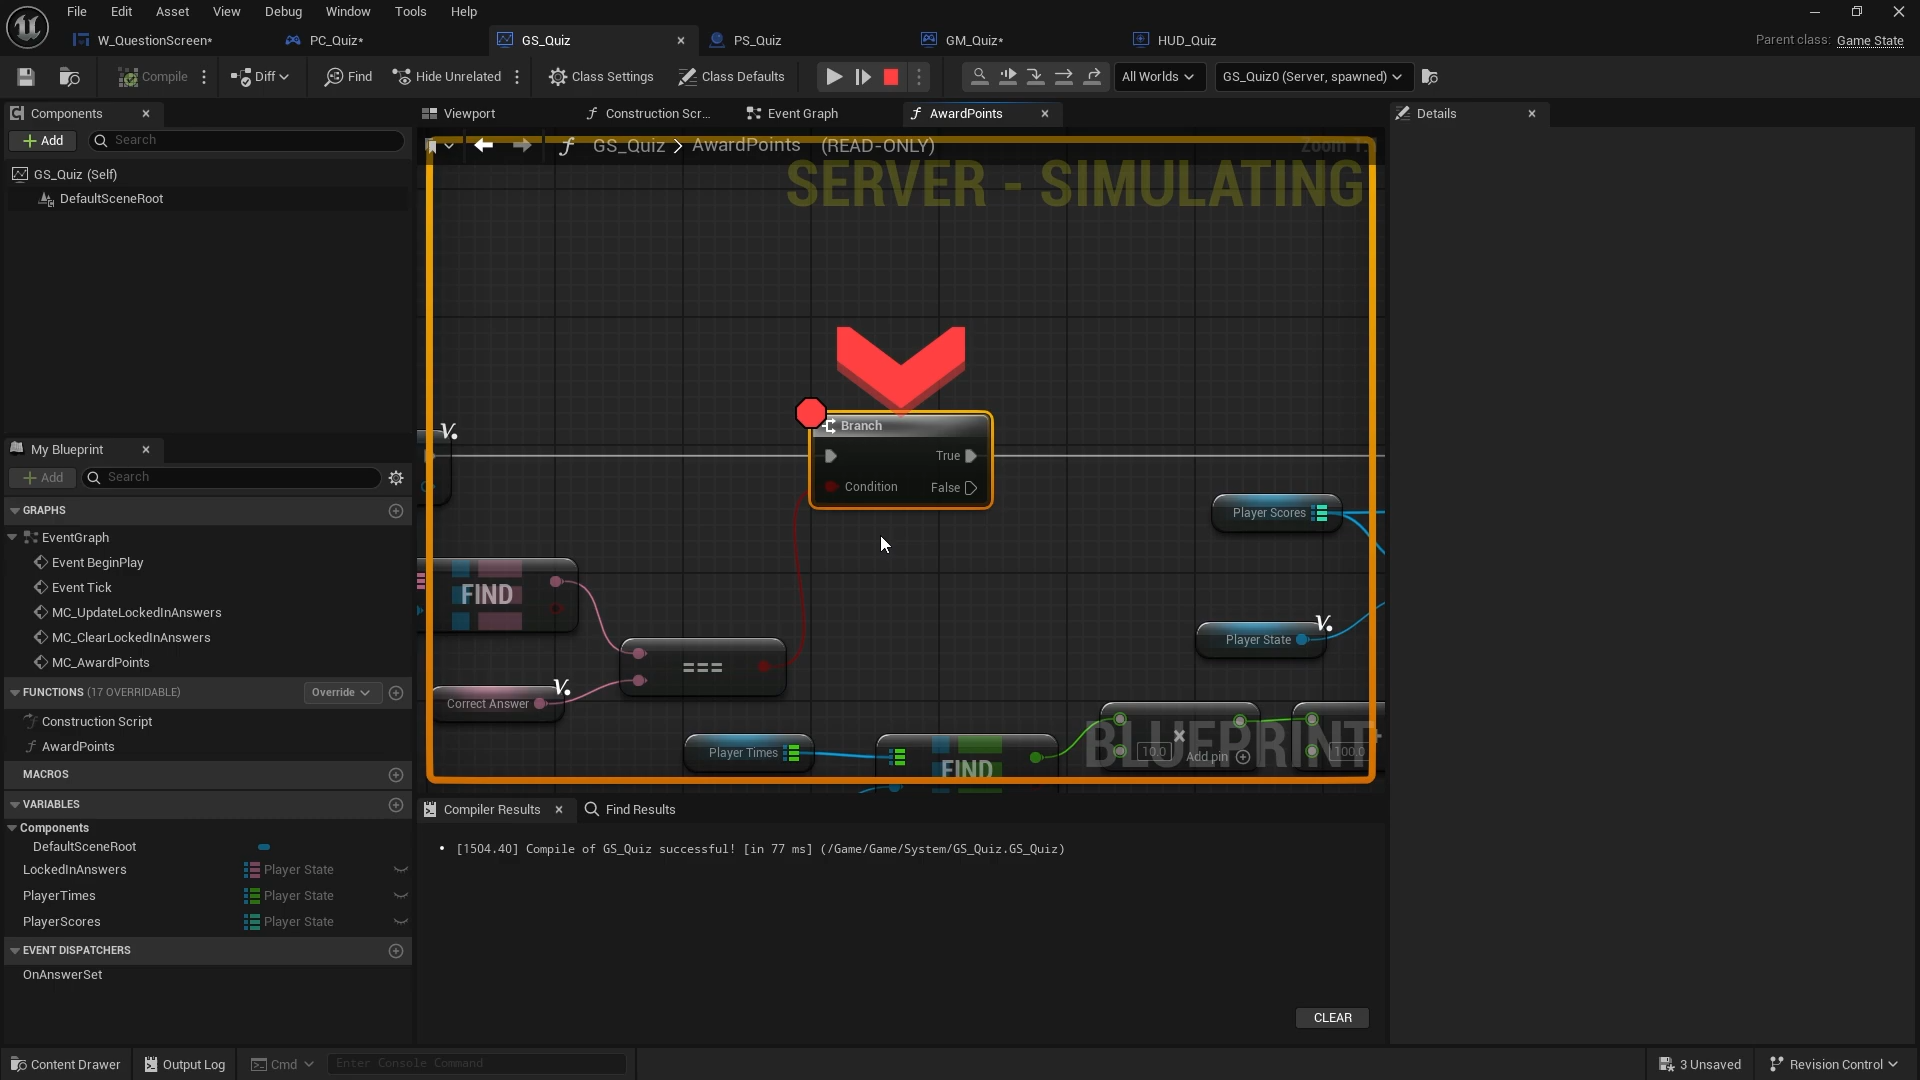 File Edit Asset View Debug Window Tools Help
W_QuestionScreen* PC_Quiz* GS_Quiz PS_Quiz GM_Quiz* HUD_Quiz Parent class: Game State
Compile Diff Find Hide Unrelated Class Settings Class Defaults All Worlds GS_Quiz0 (Server, spawned)
Components Viewport Construction Scr... Event Graph AwardPoints Details
Add Search
GS_Quiz > AwardPoints (READ-ONLY)
GS_Quiz (Self)
DefaultSceneRoot
SERVER - SIMULATING
Branch
True
Condition False
Player Scores
FIND
===
Player State
Correct Answer
Player Times
FIND
10.0
Add pin
100.0
BLUEPRINT
My Blueprint
Add Search
GRAPHS
EventGraph
Event BeginPlay
Event Tick
MC_UpdateLockedInAnswers
MC_ClearLockedInAnswers
MC_AwardPoints
FUNCTIONS (17 OVERRIDABLE) Override
Construction Script
AwardPoints
MACROS
VARIABLES
Components
DefaultSceneRoot
LockedInAnswers Player State
PlayerTimes Player State
PlayerScores Player State
EVENT DISPATCHERS
OnAnswerSet
Compiler Results Find Results
• [1504.40] Compile of GS_Quiz successful! [in 77 ms] (/Game/Game/System/GS_Quiz.GS_Quiz)
CLEAR
Content Drawer Output Log Cmd Enter Console Command 3 Unsaved Revision Control